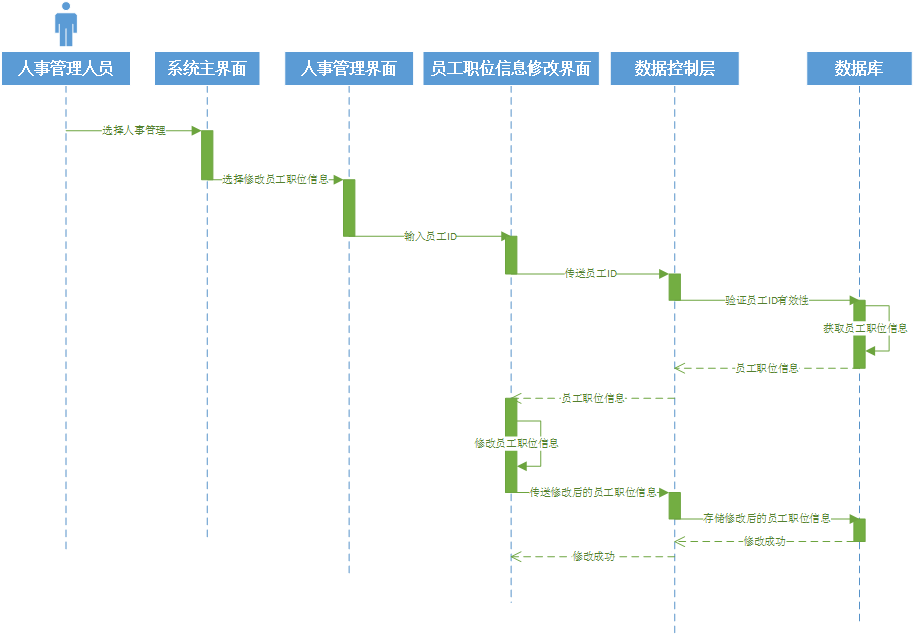 人事管理人员
系统主界面
人事管理界面
员工职位信息修改界面
数据控制层
数据库
选择人事管理
选择修改员工职位信息
输入员工ID
传送员工ID
验证员工ID有效性
获取员工职位信息
员工职位信息
员工职位信息
修改员工职位信息
传送修改后的员工职位信息
存储修改后的员工职位信息
修改成功
修改成功